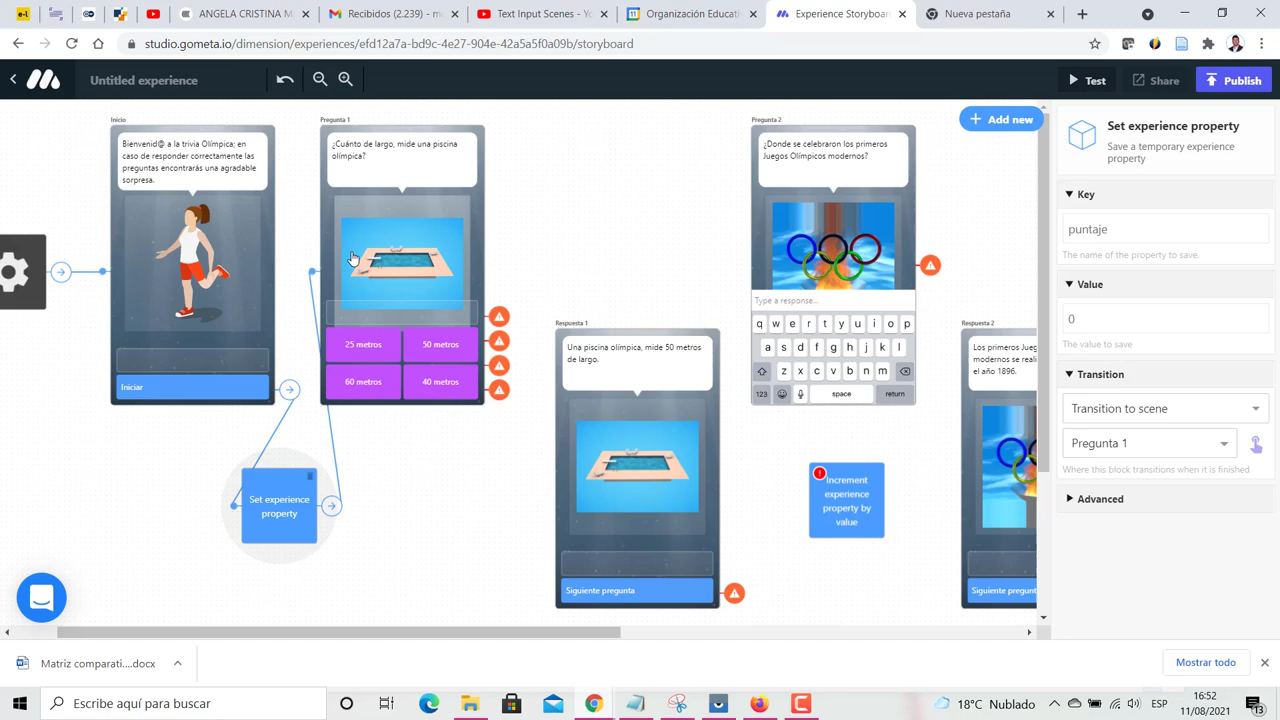 ANGELA CRISTINA M
Recibidos (2.239) - m
Text Input Scenes - Yo
Organización Educati
Experience Storyboar
Nueva pestaña
studio.gometa.io/dimension/experiences/efd12a7a-bd9c-4e27-904e-42a5a5f0a09b/storyboard
Untitled experience
Test
Share
Publish
Inicio
Bienvenid@ a la trivia Olímpica; en
caso de responder correctamente las
preguntas encontrarás una agradable
sorpresa.
Iniciar
Pregunta 1
¿Cuánto de largo, mide una piscina
olímpica?
25 metros
50 metros
60 metros
40 metros
Set experience
property
Respuesta 1
Una piscina olímpica, mide 50 metros
de largo.
Siguiente pregunta
Pregunta 2
¿Donde se celebraron los primeros
Juegos Olímpicos modernos?
Type a response...
q w e r t y u i o p
a s d f g h j k l
z x c v b n m
123 space return
Increment
experience
property by
value
Respuesta 2
Los primeros Jueg
modernos se reali
el año 1896.
Siguiente pregunt
Add new
Set experience property
Save a temporary experience
property
Key
puntaje
The name of the property to save.
Value
0
The value to save
Transition
Transition to scene
Pregunta 1
Where this block transitions when it is finished
Advanced
Matriz comparati....docx
Mostrar todo
Escribe aquí para buscar
18°C Nublado
ESP
16:52
11/08/2021
13